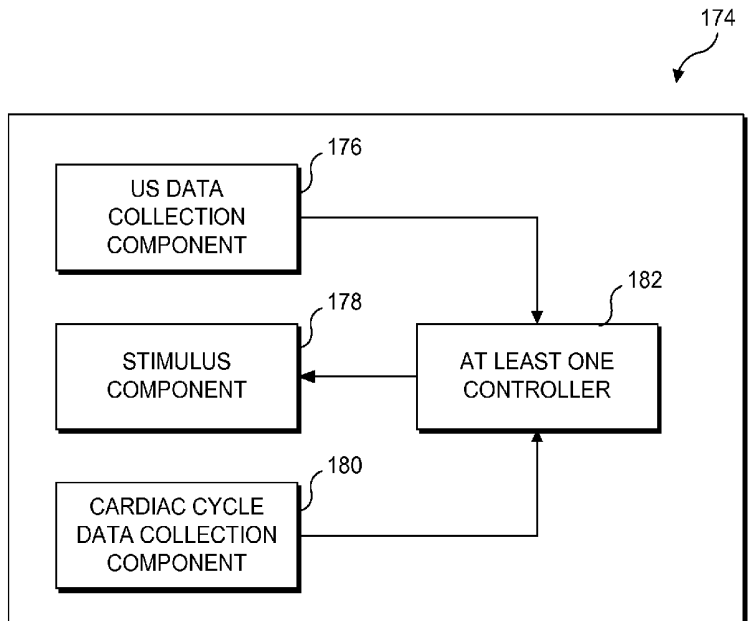 174
176
US DATA
COLLECTION
COMPONENT
178
182
STIMULUS
COMPONENT
AT LEAST ONE
CONTROLLER
180
CARDIAC CYCLE
DATA COLLECTION
COMPONENT